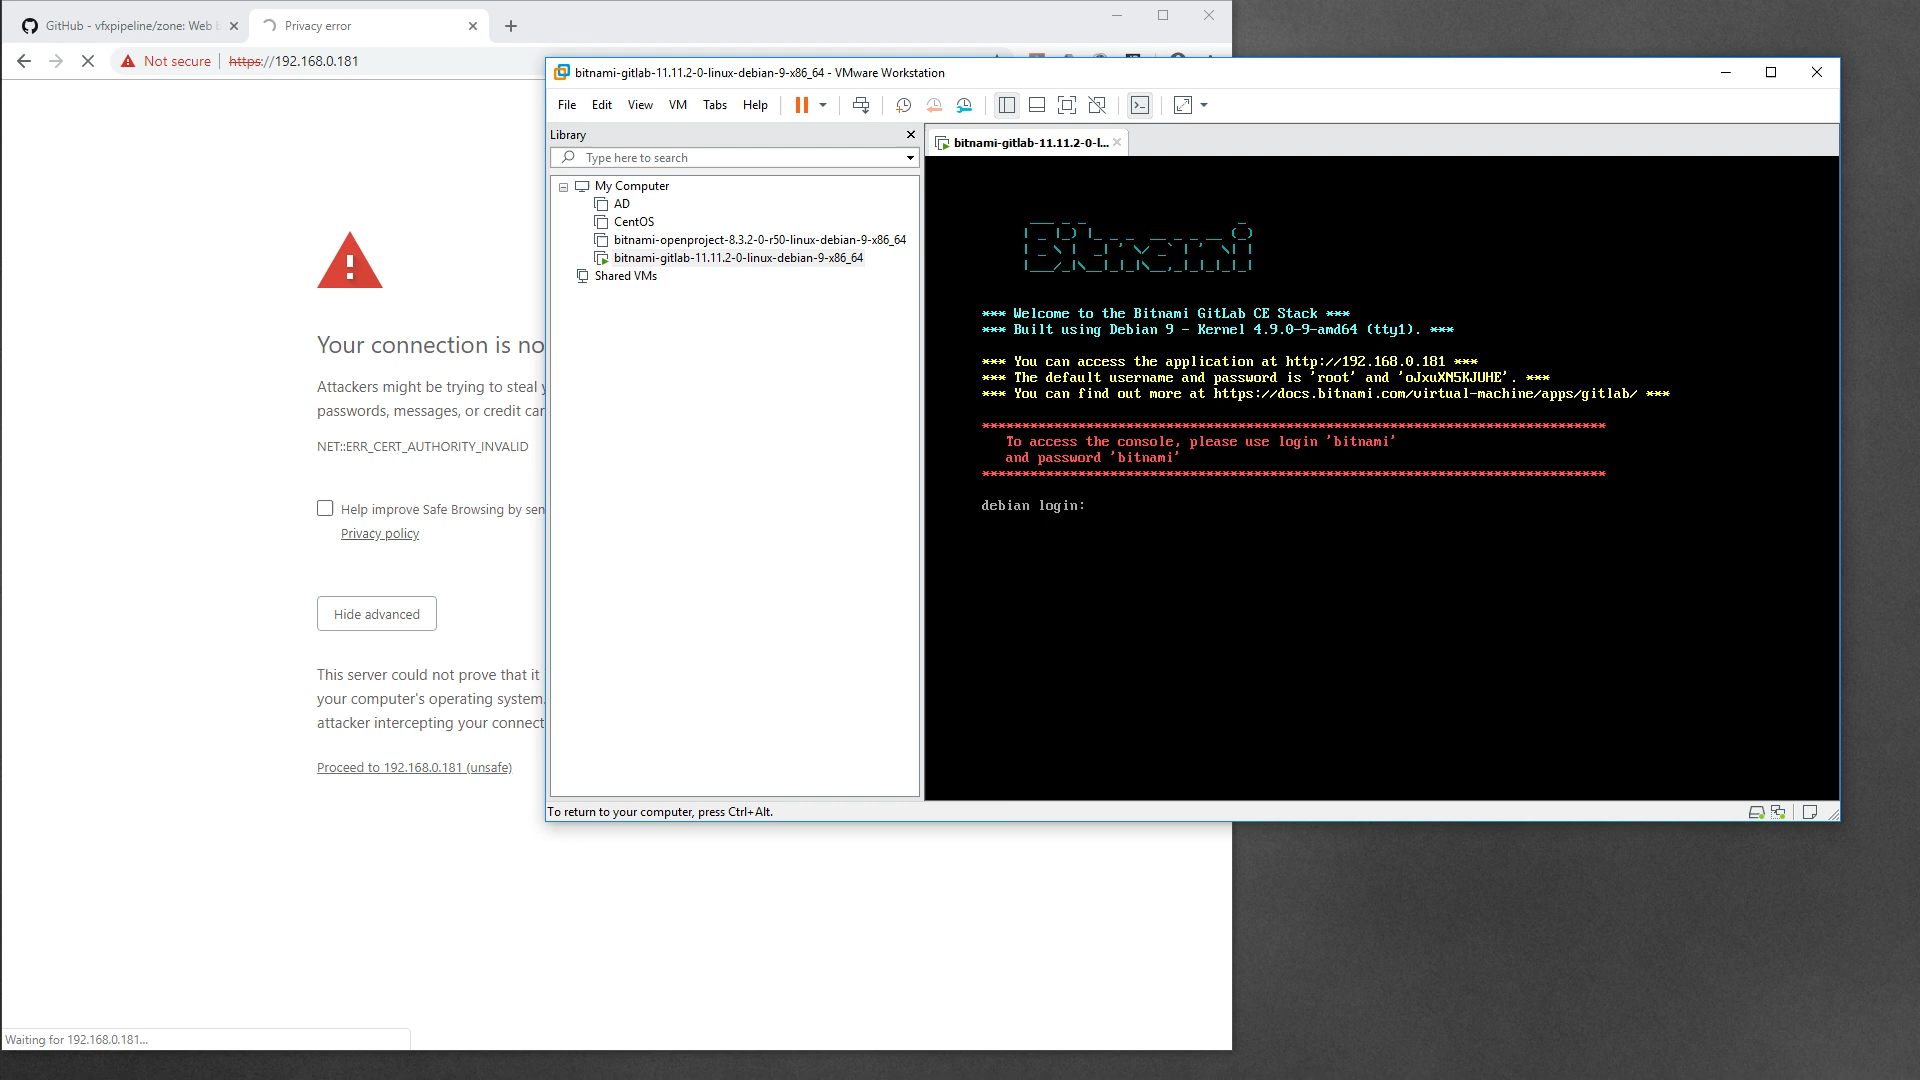 GitHub - vfxpipeline/zone: Web b
Privacy error
Not secure
https://192.168.0.181
Your connection is no
Attackers might be trying to steal y
passwords, messages, or credit car
NET::ERR_CERT_AUTHORITY_INVALID
Help improve Safe Browsing by sen
Privacy policy
Hide advanced
This server could not prove that it
your computer's operating system.
attacker intercepting your connect
Proceed to 192.168.0.181 (unsafe)
Waiting for 192.168.0.181...
bitnami-gitlab-11.11.2-0-linux-debian-9-x86_64 - VMware Workstation
File Edit View VM Tabs Help
Library
Type here to search
My Computer
AD
CentOS
bitnami-openproject-8.3.2-0-r50-linux-debian-9-x86_64
bitnami-gitlab-11.11.2-0-linux-debian-9-x86_64
Shared VMs
bitnami-gitlab-11.11.2-0-l...
Bitnami
*** Welcome to the Bitnami GitLab CE Stack ***
*** Built using Debian 9 - Kernel 4.9.0-9-amd64 (tty1). ***
*** You can access the application at http://192.168.0.181 ***
*** The default username and password is 'root' and 'oJxuXN5KJUHE'. ***
*** You can find out more at https://docs.bitnami.com/virtual-machine/apps/gitlab/ ***
******************************************************************************
To access the console, please use login 'bitnami'
and password 'bitnami'
******************************************************************************
debian login:
To return to your computer, press Ctrl+Alt.